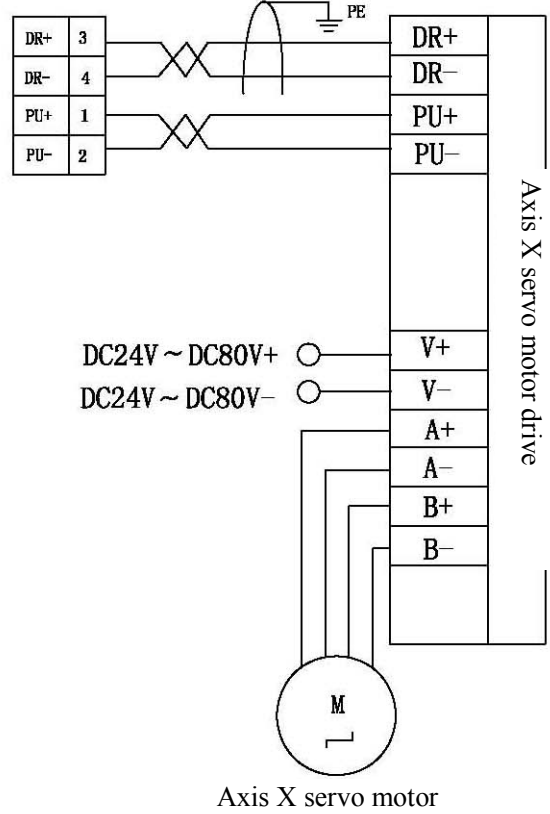 PE
DR+ 3
DR- 4
PU+ 1
PU- 2
DR+
DR-
PU+
PU-
Axis X servo motor drive
DC24V~DC80V+
DC24V~DC80V-
V+
V-
A+
A-
B+
B-
M
Axis X servo motor